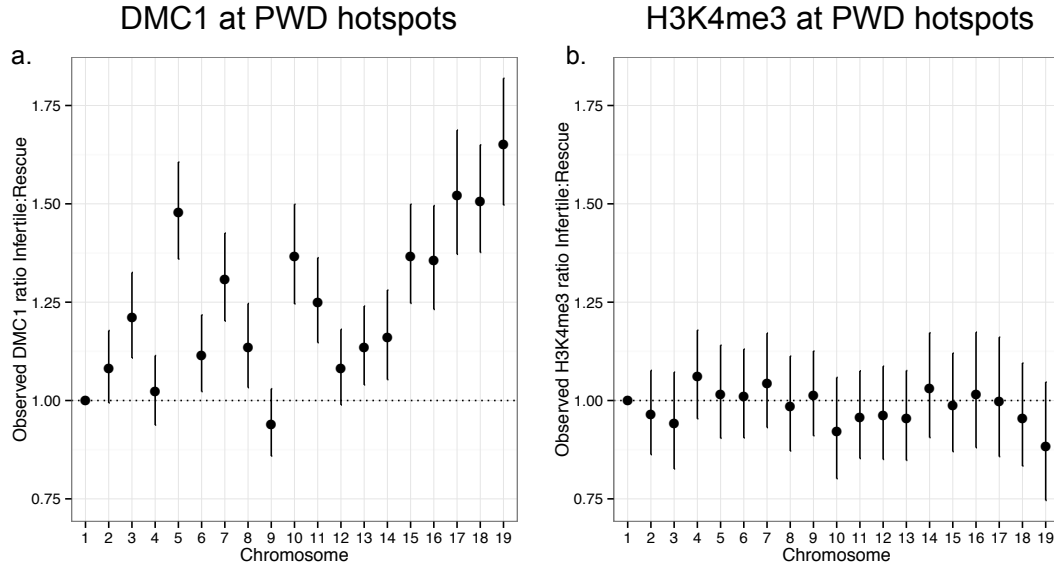 DMC1 at PWD hotspots
a.
Observed DMC1 ratio Infertile:Rescue
1.75
1.50
1.25
1.00
0.75
1 2 3 4 5 6 7 8 9 10 11 12 13 14 15 16 17 18 19
Chromosome
H3K4me3 at PWD hotspots
b.
Observed H3K4me3 ratio Infertile:Rescue
1.75
1.50
1.25
1.00
0.75
1 2 3 4 5 6 7 8 9 10 11 12 13 14 15 16 17 18 19
Chromosome